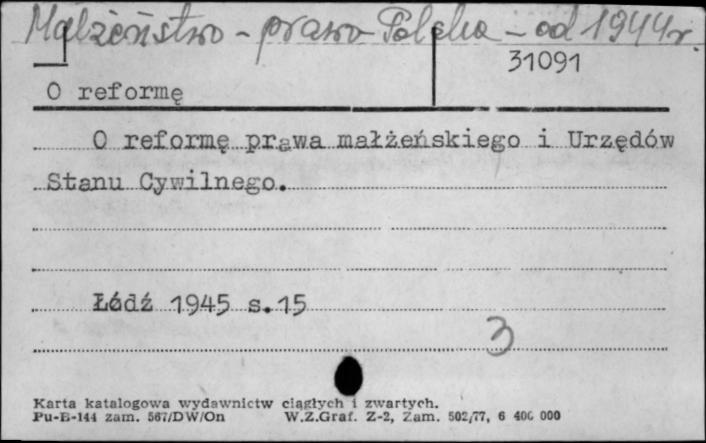 Małżeństwo - prawo Polska - od 1944r.
31091
O reformę
O reformę prawa małżeńskiego i Urzędów
Stanu Cywilnego.
Łódź 1945 s.15
3
Karta katalogowa wydawnictw ciągłych i zwartych.
Pu-B-144 zam. 567/DW/On W.Z.Graf. Z-2, Zam. 502/77, 6 400 000